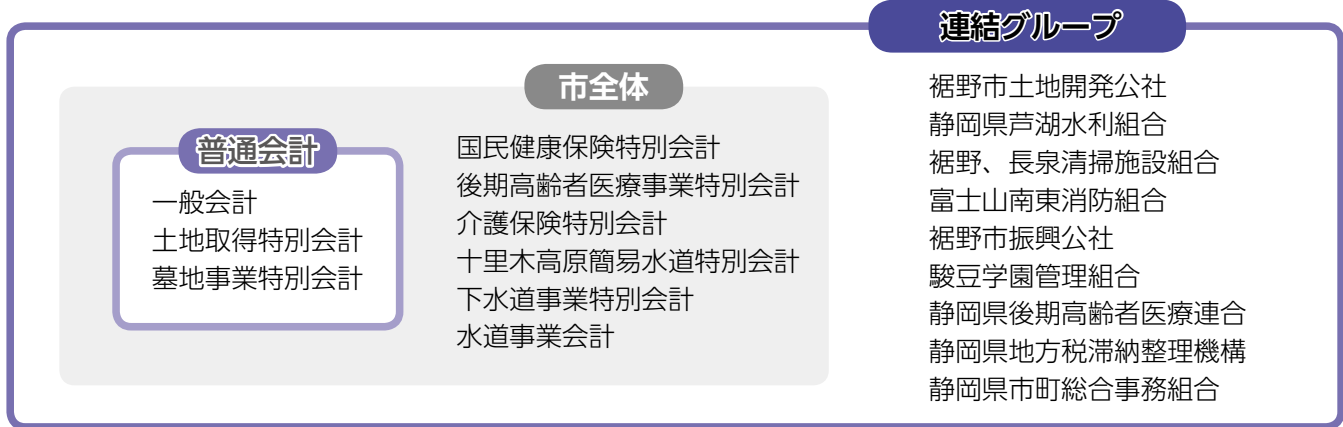 連結グループ
市全体
普通会計
一般会計
土地取得特別会計
墓地事業特別会計
国民健康保険特別会計
後期高齢者医療事業特別会計
介護保険特別会計
十里木高原簡易水道特別会計
下水道事業特別会計
水道事業会計
裾野市土地開発公社
静岡県芦湖水利組合
裾野、長泉清掃施設組合
富士山南東消防組合
裾野市振興公社
駿豆学園管理組合
静岡県後期高齢者医療連合
静岡県地方税滞納整理機構
静岡県市町総合事務組合